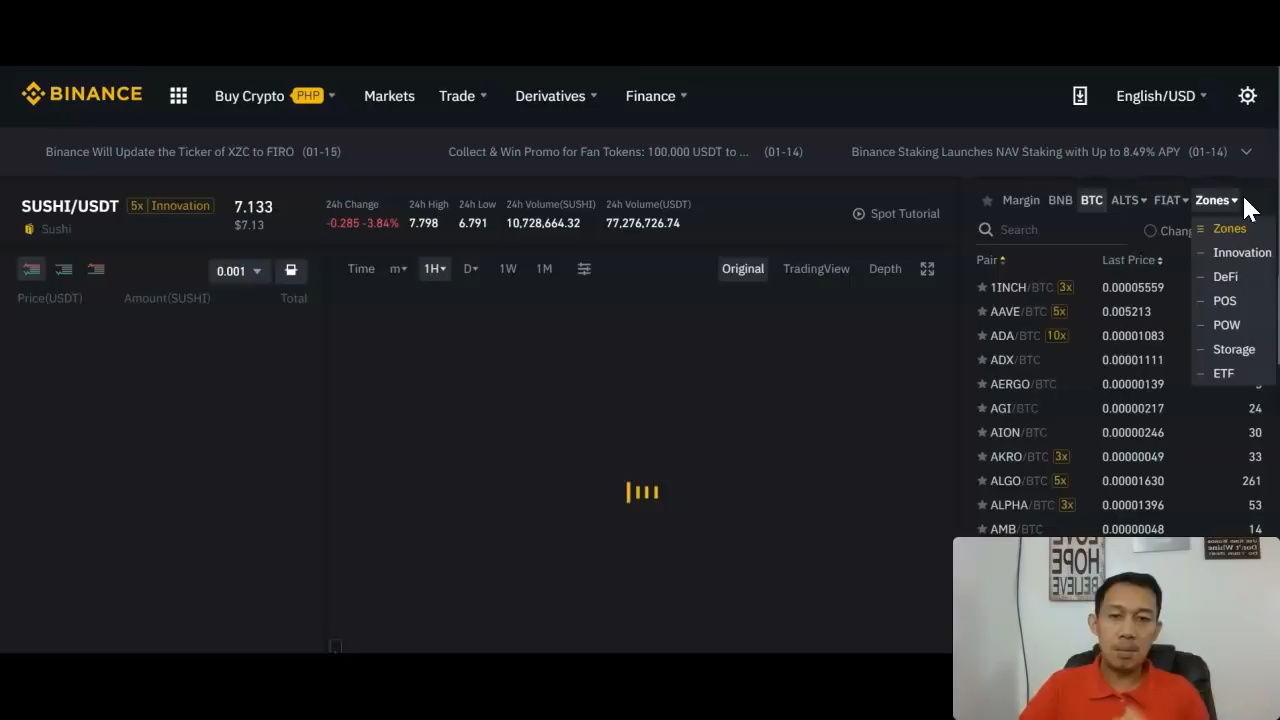 BINANCE
Buy Crypto PHP Markets Trade Derivatives Finance English/USD
Binance Will Update the Ticker of XZC to FIRO (01-15)
Collect & Win Promo for Fan Tokens: 100,000 USDT to ... (01-14)
Binance Staking Launches NAV Staking with Up to 8.49% APY (01-14)
SUSHI/USDT 5x Innovation 7.133
Sushi $7.13
24h Change 24h High 24h Low 24h Volume(SUSHI) 24h Volume(USDT)
-0.285 -3.84% 7.798 6.791 10,728,664.32 77,276,726.74
Spot Tutorial
0.001
Price(USDT) Amount(SUSHI) Total
Time m 1H D 1W 1M Original TradingView Depth
Margin BNB BTC ALTS FIAT Zones
Search
Zones
Innovation
DeFi
POS
POW
Storage
ETF
Pair Last Price
1INCH/BTC 3x 0.00005559
AAVE/BTC 5x 0.005213
ADA/BTC 10x 0.00001083
ADX/BTC 0.00001111
AERGO/BTC 0.00000139
AGI/BTC 0.00000217 24
AION/BTC 0.00000246 30
AKRO/BTC 3x 0.00000049 33
ALGO/BTC 5x 0.00001630 261
ALPHA/BTC 3x 0.00001396 53
AMB/BTC 0.00000048 14
HOPE
BELIEVE
Don't Whine